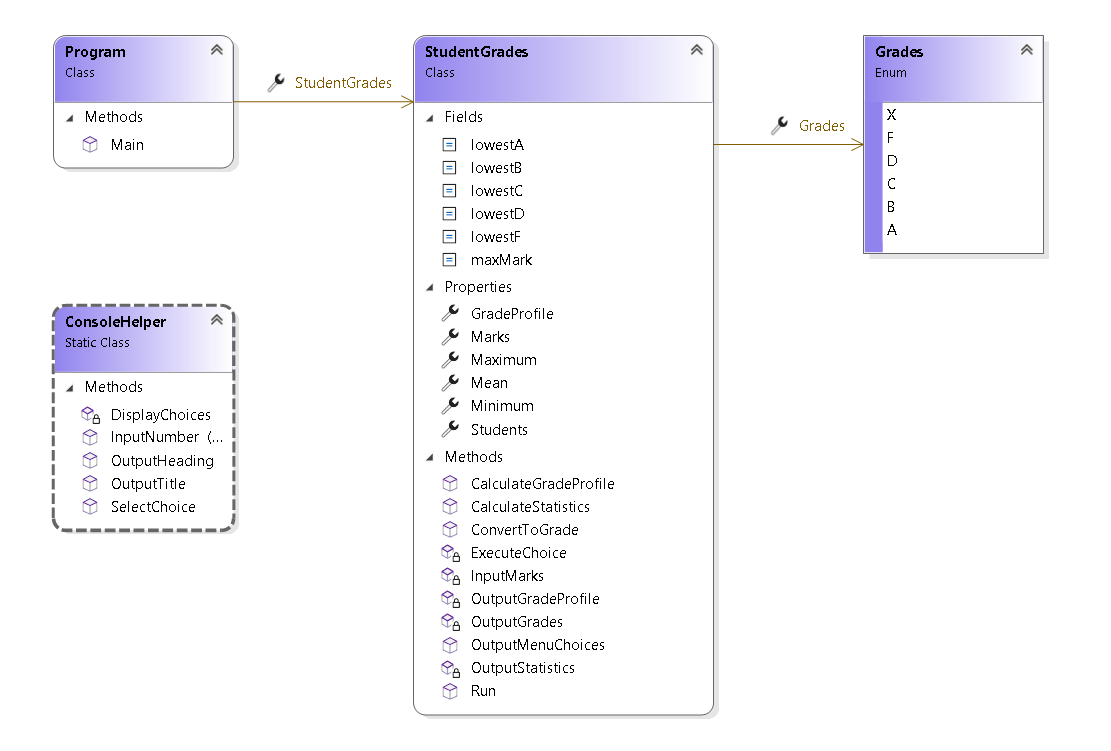 Program
Class
Methods
Main
StudentGrades
StudentGrades
Class
Fields
lowestA
lowestB
lowestC
lowestD
lowestF
maxMark
Properties
GradeProfile
Marks
Maximum
Mean
Minimum
Students
Methods
CalculateGradeProfile
CalculateStatistics
ConvertToGrade
ExecuteChoice
InputMarks
OutputGradeProfile
OutputGrades
OutputMenuChoices
OutputStatistics
Run
Grades
Grades
Enum
X
F
D
C
B
A
ConsoleHelper
Static Class
Methods
DisplayChoices
InputNumber (...
OutputHeading
OutputTitle
SelectChoice